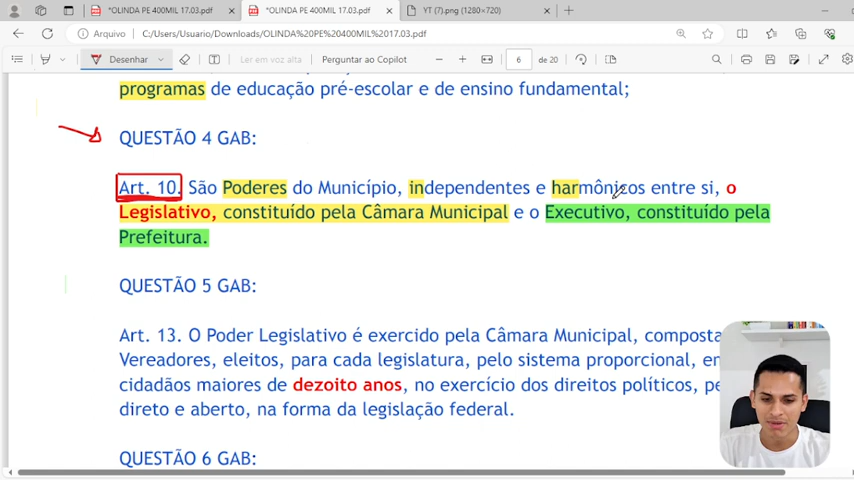 *OLINDA PE 400MIL 17.03.pdf
*OLINDA PE 400MIL 17.03.pdf
YT (7).png (1280×720)
Arquivo
C:/Users/Usuario/Downloads/OLINDA%20PE%20400MIL%2017.03.pdf
Desenhar
Ler em voz alta
Perguntar ao Copilot
6
de 20
programas de educação pré-escolar e de ensino fundamental;
QUESTÃO 4 GAB:
Art. 10. São Poderes do Município, independentes e harmônicos entre si, o
Legislativo, constituído pela Câmara Municipal e o Executivo, constituído pela
Prefeitura.
QUESTÃO 5 GAB:
Art. 13. O Poder Legislativo é exercido pela Câmara Municipal, composta
Vereadores, eleitos, para cada legislatura, pelo sistema proporcional,
cidadãos maiores de dezoito anos, no exercício dos direitos políticos,
direto e aberto, na forma da legislação federal.
QUESTÃO 6 GAB: